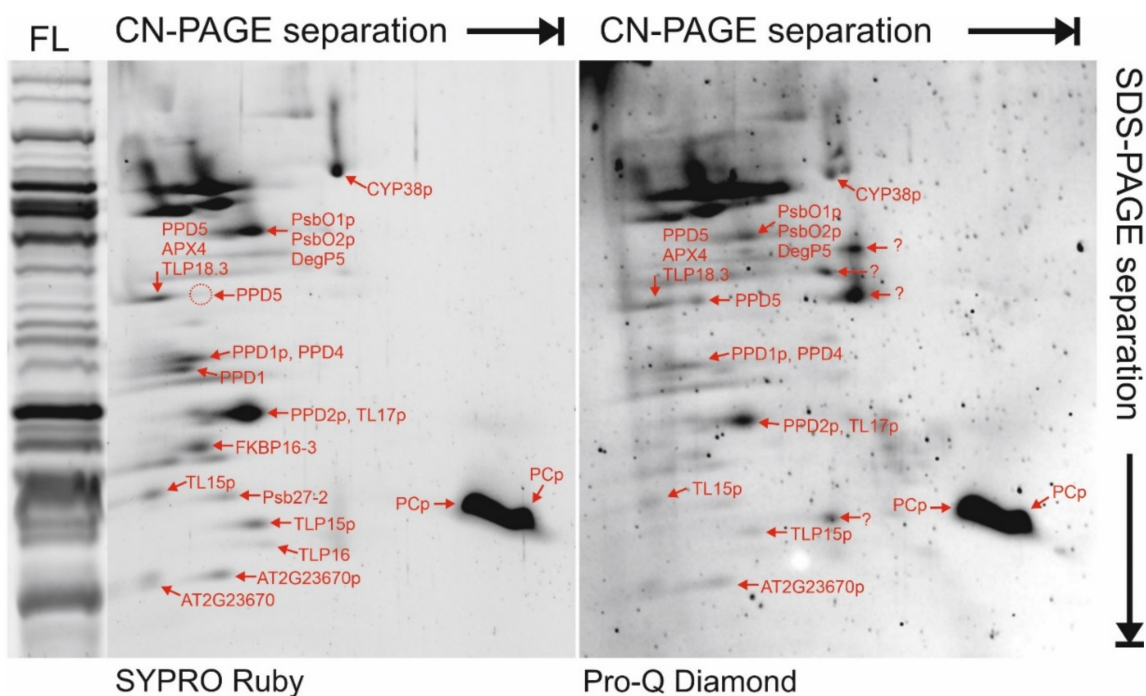 FL
CN-PAGE separation
CYP38p
PsbO1p
PsbO2p
DegP5
PPD5
APX4
TLP18.3
PPD5
PPD1p, PPD4
PPD1
PPD2p, TL17p
FKBP16-3
TL15p
Psb27-2
PCp
PCp
TLP15p
TLP16
AT2G23670p
AT2G23670
SYPRO Ruby
CN-PAGE separation
CYP38p
PsbO1p
PsbO2p
DegP5
PPD5
APX4
TLP18.3
?
?
?
PPD5
PPD1p, PPD4
PPD2p, TL17p
TL15p
PCp
PCp
?
TLP15p
AT2G23670p
Pro-Q Diamond
SDS-PAGE separation